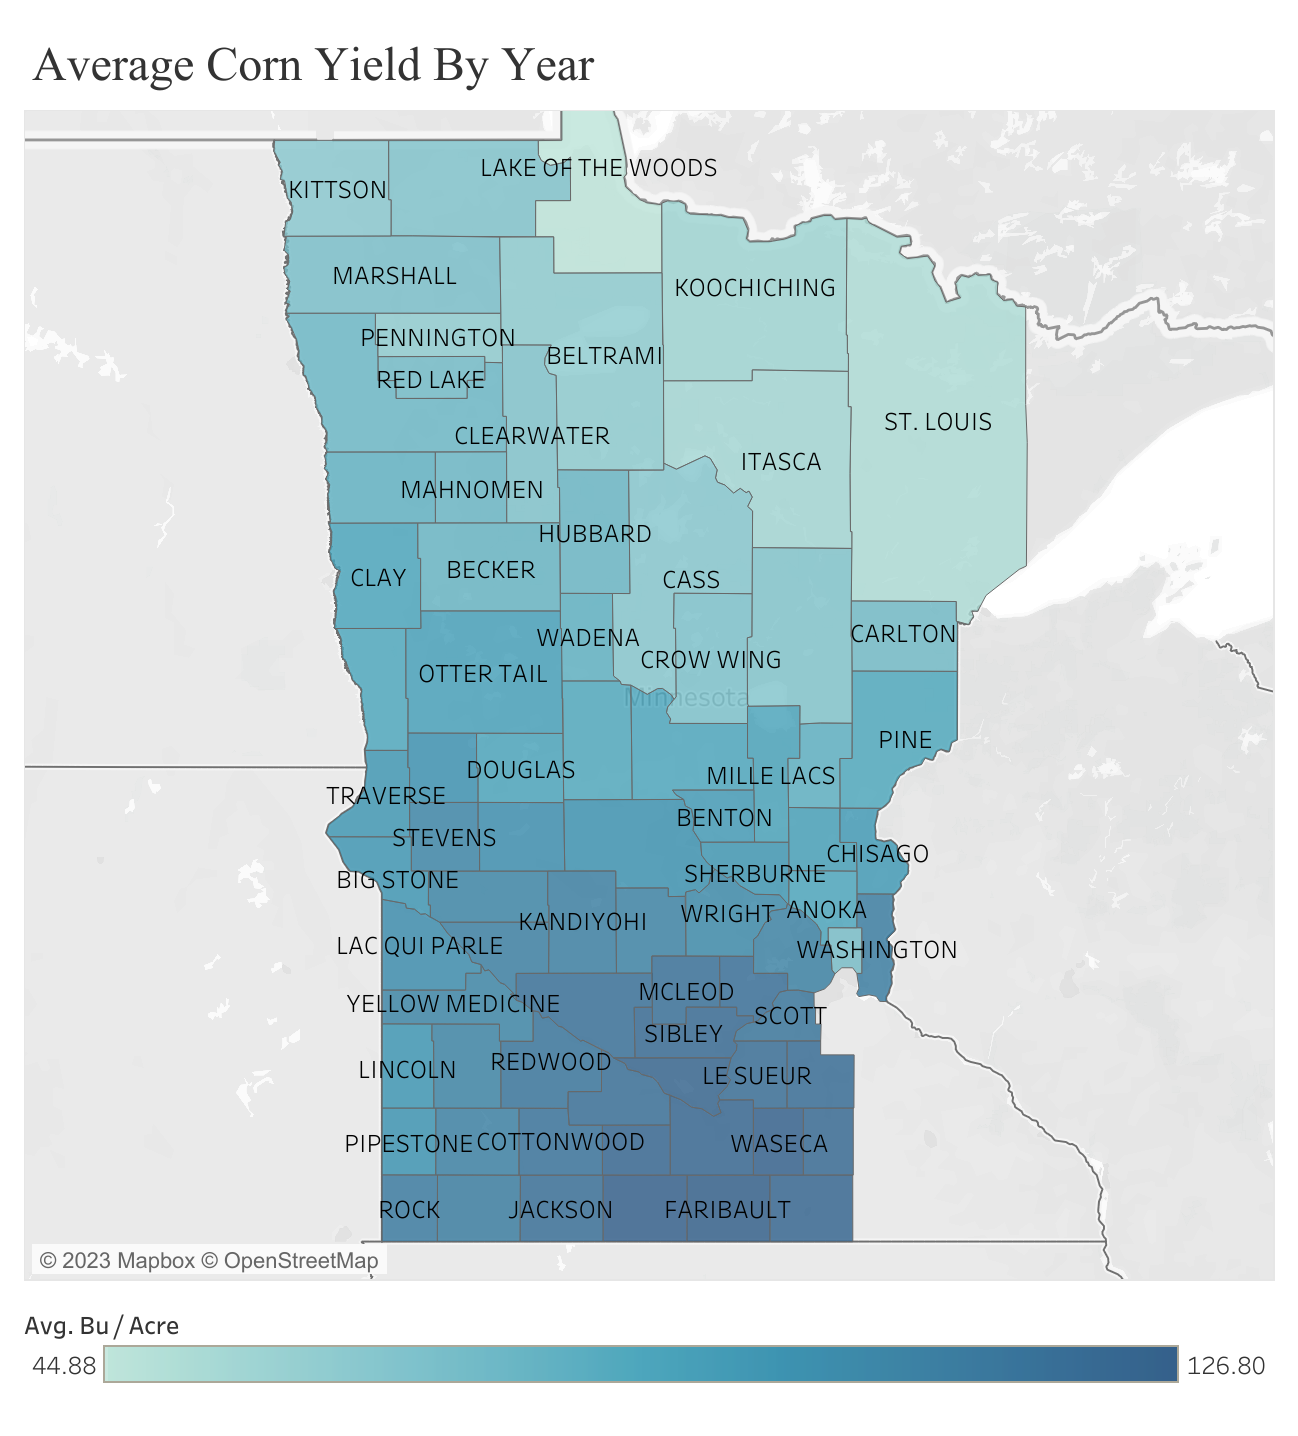 Average Corn Yield By Year
LAKE OF THE WOODS
KITTSON
MARSHALL
KOOCHICHING
PENNINGTON
BELTRAMI
RED LAKE
ST. LOUIS
CLEARWATER
ITASCA
MAHNOMEN
HUBBARD
CLAY
BECKER
CASS
WADENA
CARLTON
CROW WING
OTTER TAIL
Minnesota
PINE
DOUGLAS
MILLE LACS
TRAVERSE
BENTON
STEVENS
CHISAGO
SHERBURNE
BIG STONE
KANDIYOHI
WRIGHT
ANOKA
LAC QUI PARLE
WASHINGTON
MCLEOD
YELLOW MEDICINE
SCOTT
SIBLEY
REDWOOD
LINCOLN
LE SUEUR
PIPESTONE
COTTONWOOD
WASECA
ROCK
JACKSON
FARIBAULT
© 2023 Mapbox © OpenStreetMap
Avg. Bu / Acre
44.88
126.80